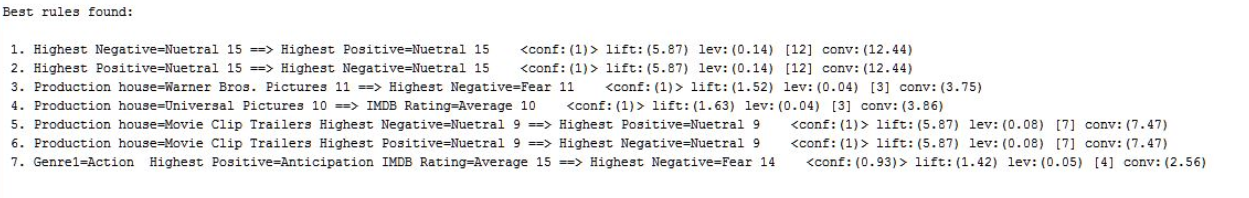 Best rules found:
1. Highest Negative=Nuetral 15 ==> Highest Positive=Nuetral 15 <conf:(1)> lift:(5.87) lev:(0.14) [12] conv:(12.44)
2. Highest Positive=Nuetral 15 ==> Highest Negative=Nuetral 15 <conf:(1)> lift:(5.87) lev:(0.14) [12] conv:(12.44)
3. Production house=Warner Bros. Pictures 11 ==> Highest Negative=Fear 11 <conf:(1)> lift:(1.52) lev:(0.04) [3] conv:(3.75)
4. Production house=Universal Pictures 10 ==> IMDB Rating=Average 10 <conf:(1)> lift:(1.63) lev:(0.04) [3] conv:(3.86)
5. Production house=Movie Clip Trailers Highest Negative=Nuetral 9 ==> Highest Positive=Nuetral 9 <conf:(1)> lift:(5.87) lev:(0.08) [7] conv:(7.47)
6. Production house=Movie Clip Trailers Highest Positive=Nuetral 9 ==> Highest Negative=Nuetral 9 <conf:(1)> lift:(5.87) lev:(0.08) [7] conv:(7.47)
7. Genre1=Action Highest Positive=Anticipation IMDB Rating=Average 15 ==> Highest Negative=Fear 14 <conf:(0.93)> lift:(1.42) lev:(0.05) [4] conv:(2.56)